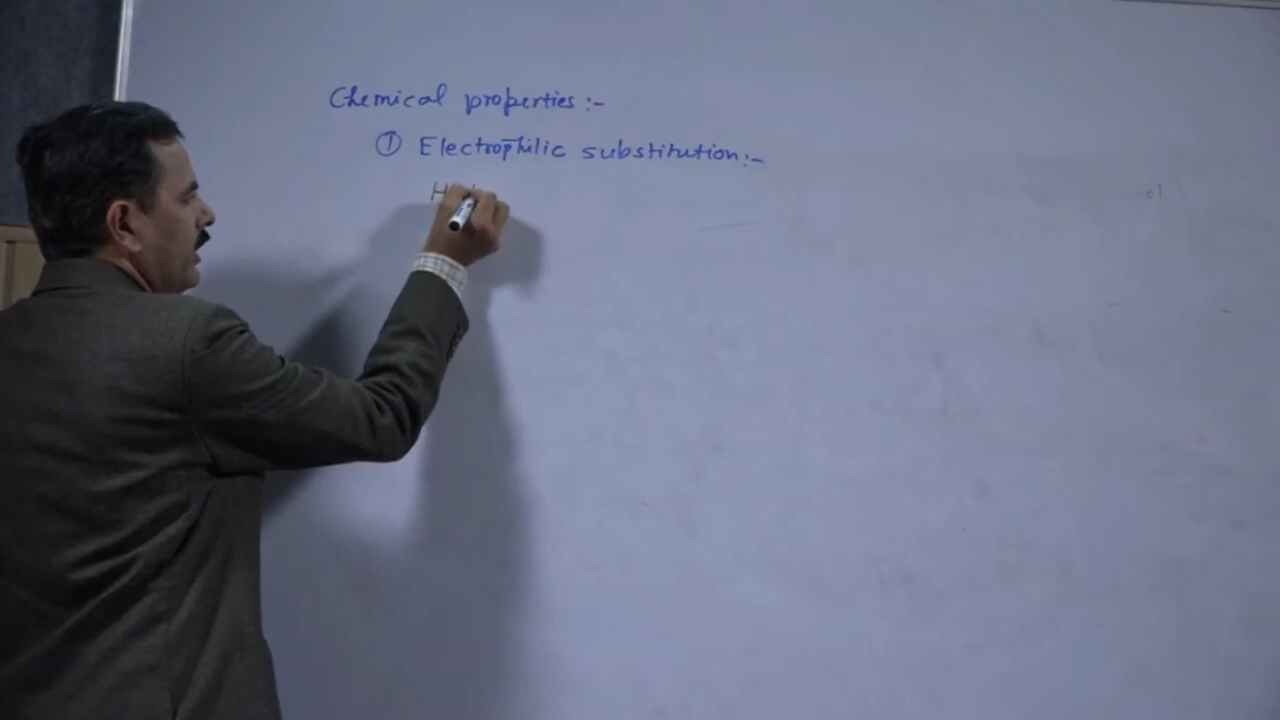 Chemical properties :-
① Electrophilic substitution:-
H